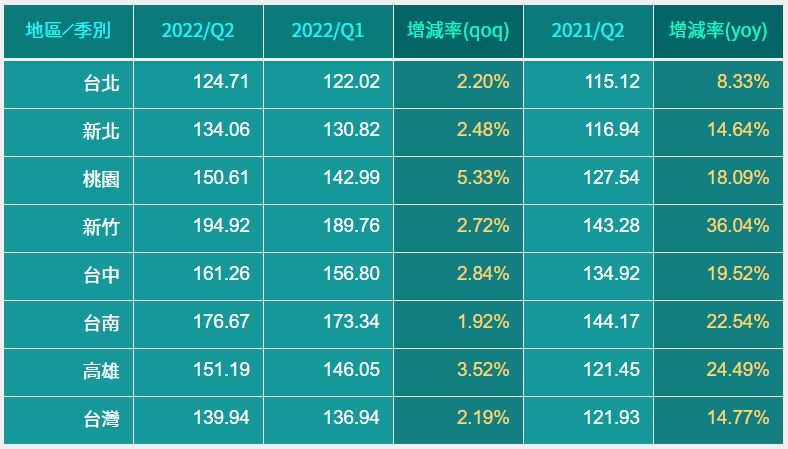 地區／季別 2022/Q2 2022/Q1 增減率(qoq) 2021/Q2 增減率(yoy)
台北 124.71 122.02 2.20% 115.12 8.33%
新北 134.06 130.82 2.48% 116.94 14.64%
桃園 150.61 142.99 5.33% 127.54 18.09%
新竹 194.92 189.76 2.72% 143.28 36.04%
台中 161.26 156.80 2.84% 134.92 19.52%
台南 176.67 173.34 1.92% 144.17 22.54%
高雄 151.19 146.05 3.52% 121.45 24.49%
台灣 139.94 136.94 2.19% 121.93 14.77%